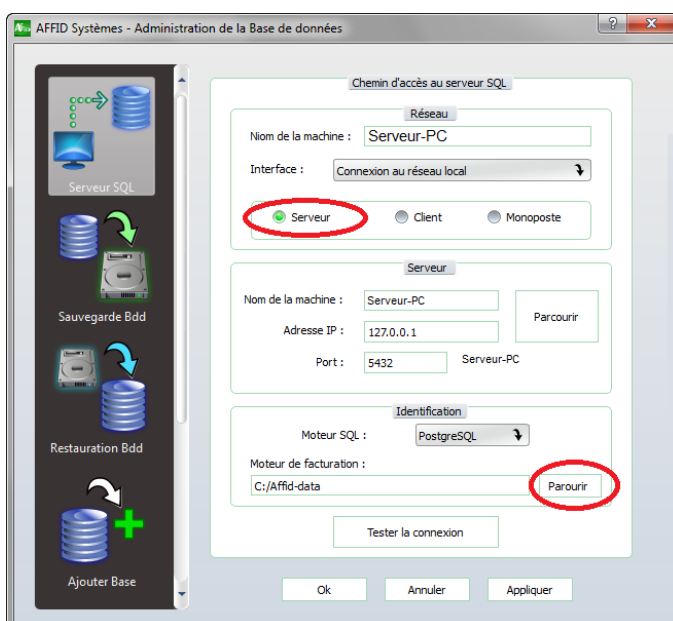 AFFID Systèmes - Administration de la Base de données
Serveur SQL
Sauvegarde Bdd
Restauration Bdd
Ajouter Base
Chemin d'accès au serveur SQL
Réseau
Nom de la machine : Serveur-PC
Interface : Connexion au réseau local
Serveur Client Monoposte
Serveur
Nom de la machine : Serveur-PC
Parcourir
Adresse IP : 127.0.0.1
Port : 5432 Serveur-PC
Identification
Moteur SQL : PostgreSQL
Moteur de facturation :
C:/Affid-data Parourir
Tester la connexion
Ok Annuler Appliquer